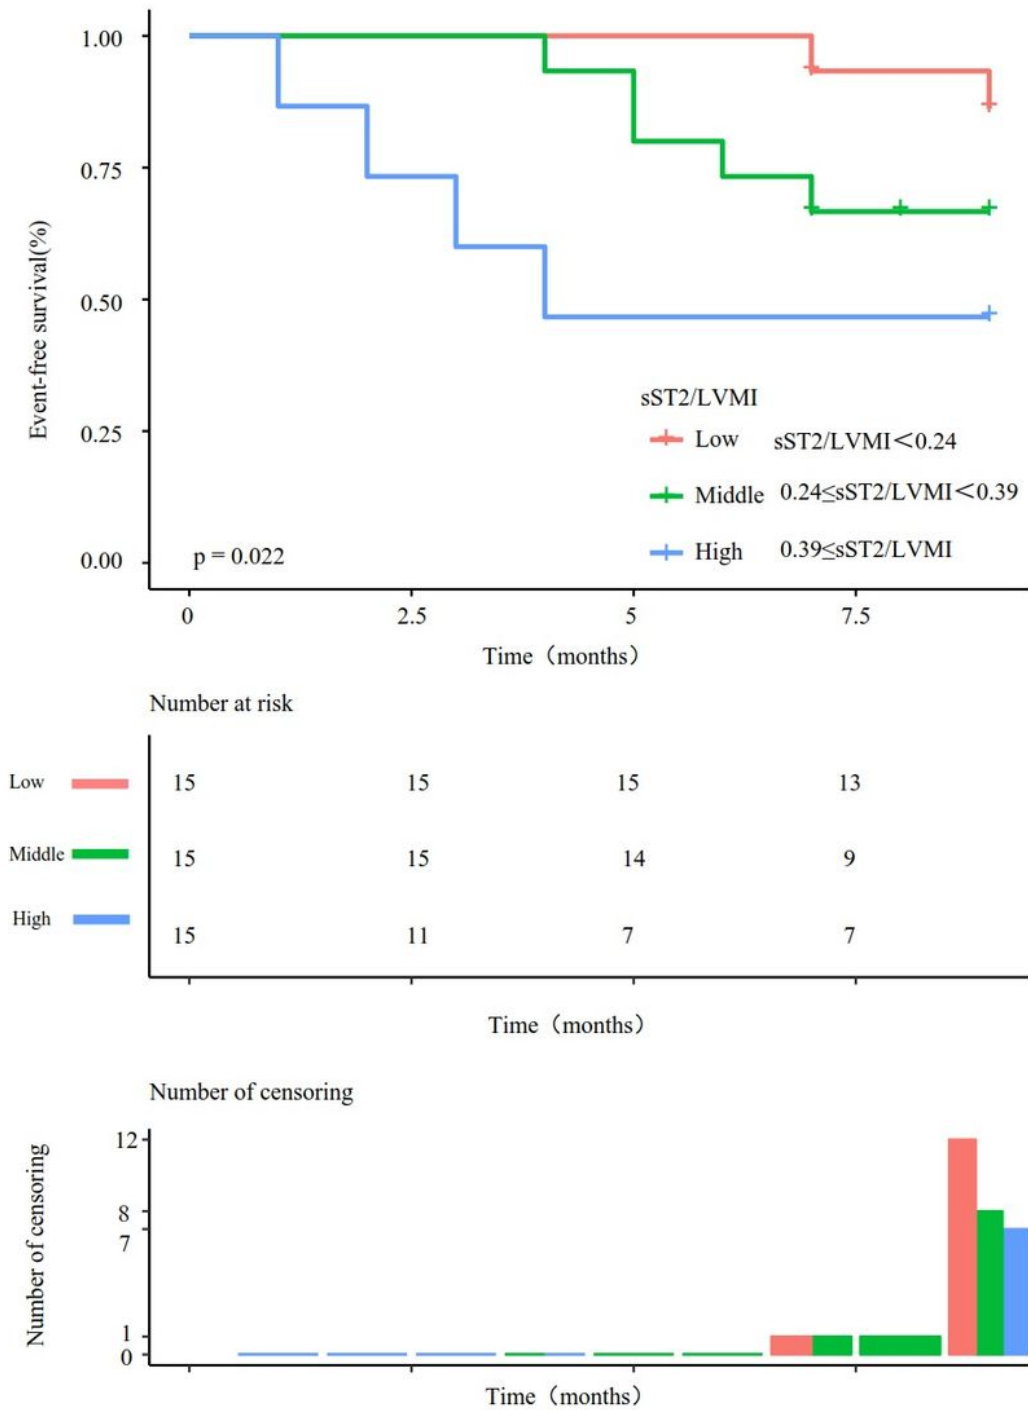 1.00
0.75
0.50
0.25
0.00
Event-free survival(%)
sST2/LVMI
Low sST2/LVMI＜0.24
Middle 0.24≤sST2/LVMI＜0.39
High 0.39≤sST2/LVMI
p = 0.022
0 2.5 5 7.5
Time（months）
Number at risk
Low 15 15 15 13
Middle 15 15 14 9
High 15 11 7 7
Time（months）
Number of censoring
Number of censoring
12
8
7
1
0
Time（months）